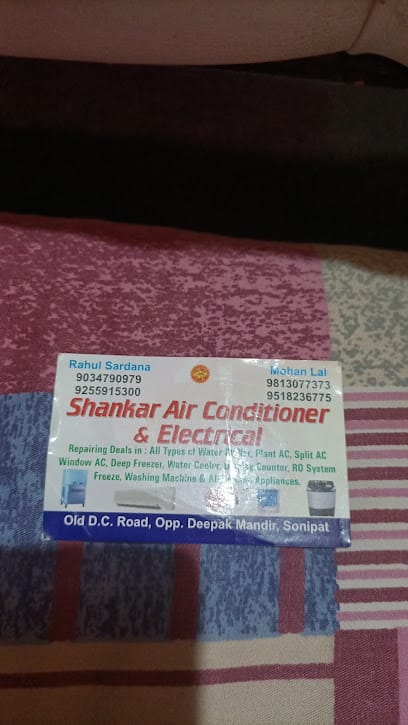 Rahul Sardana
9034790979
9255915300
Mohan Lal
9813077373
9518236775
Shankar Air Conditioner
& Electrical
Repairing Deals in : All Types of Water Plant AC, Split AC
Window AC, Deep Freezer, Water Cooler, Counter, RO System
Freeze, Washing Machine & Appliances.
Old D.C. Road, Opp. Deepak Mandir, Sonipat